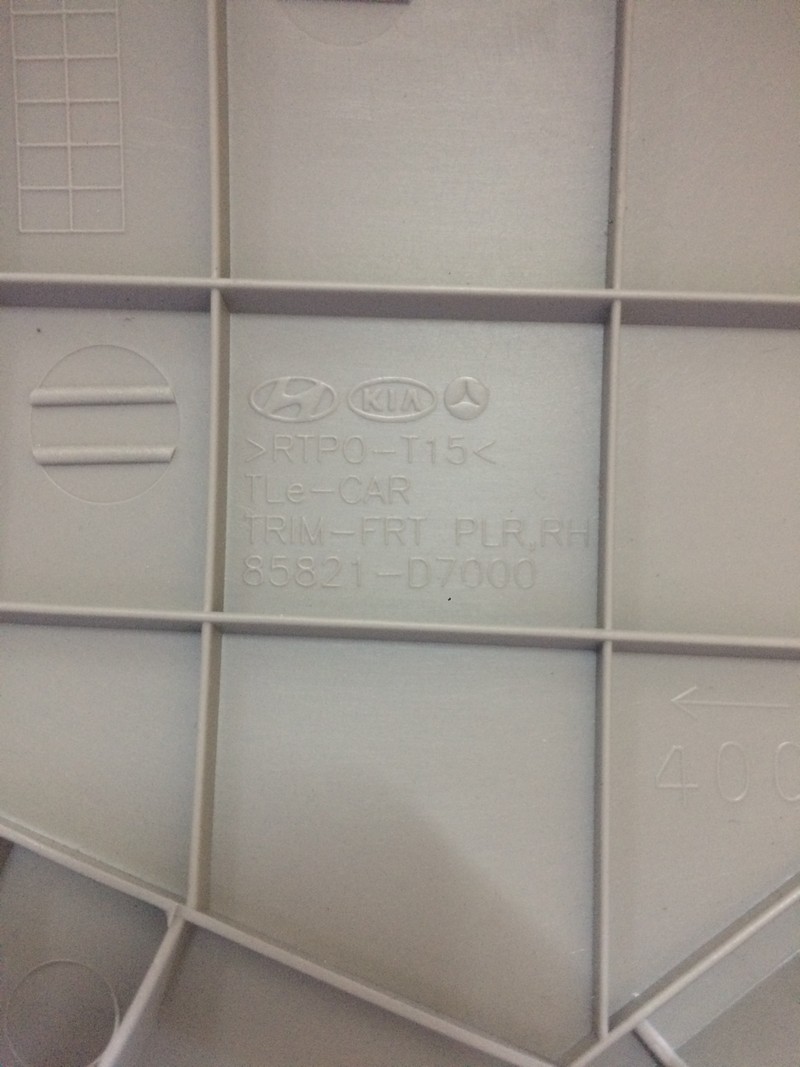 KIA
>RTPO-T15<
TLe-CAR
TRIM-FRT PLR,RH
85821-D7000
400